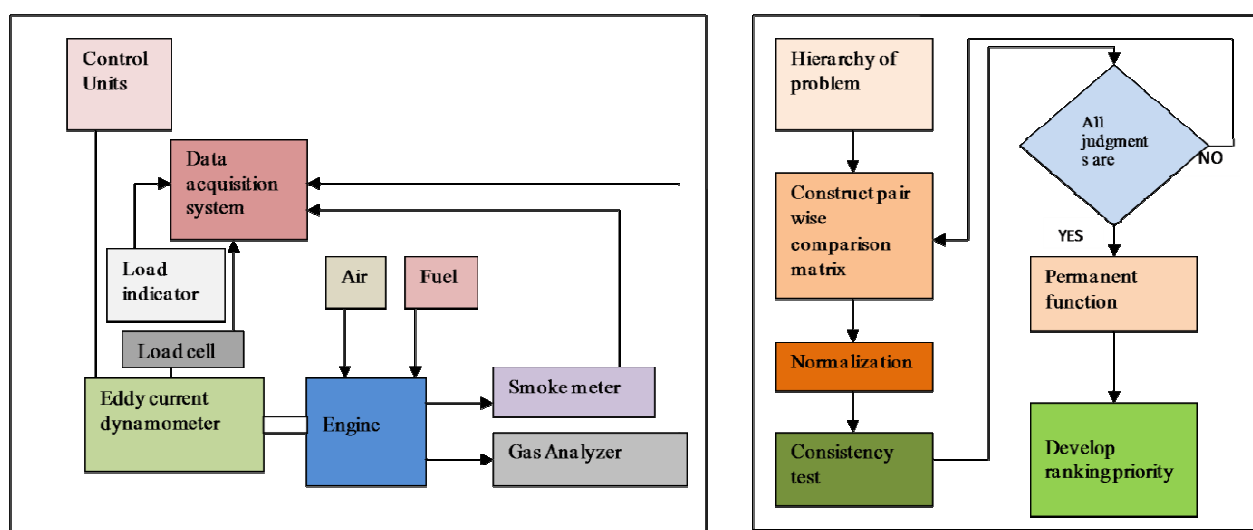 Control
Units
Data
acquisition
system
Load
indicator
Air
Fuel
Load cell
Eddy current
dynamometer
Engine
Smoke meter
Gas Analyzer
Hierarchy of
problem
Construct pair
wise
comparison
matrix
Normalization
Consistency
test
All
judgment
s are
NO
YES
Permanent
function
Develop
ranking priority